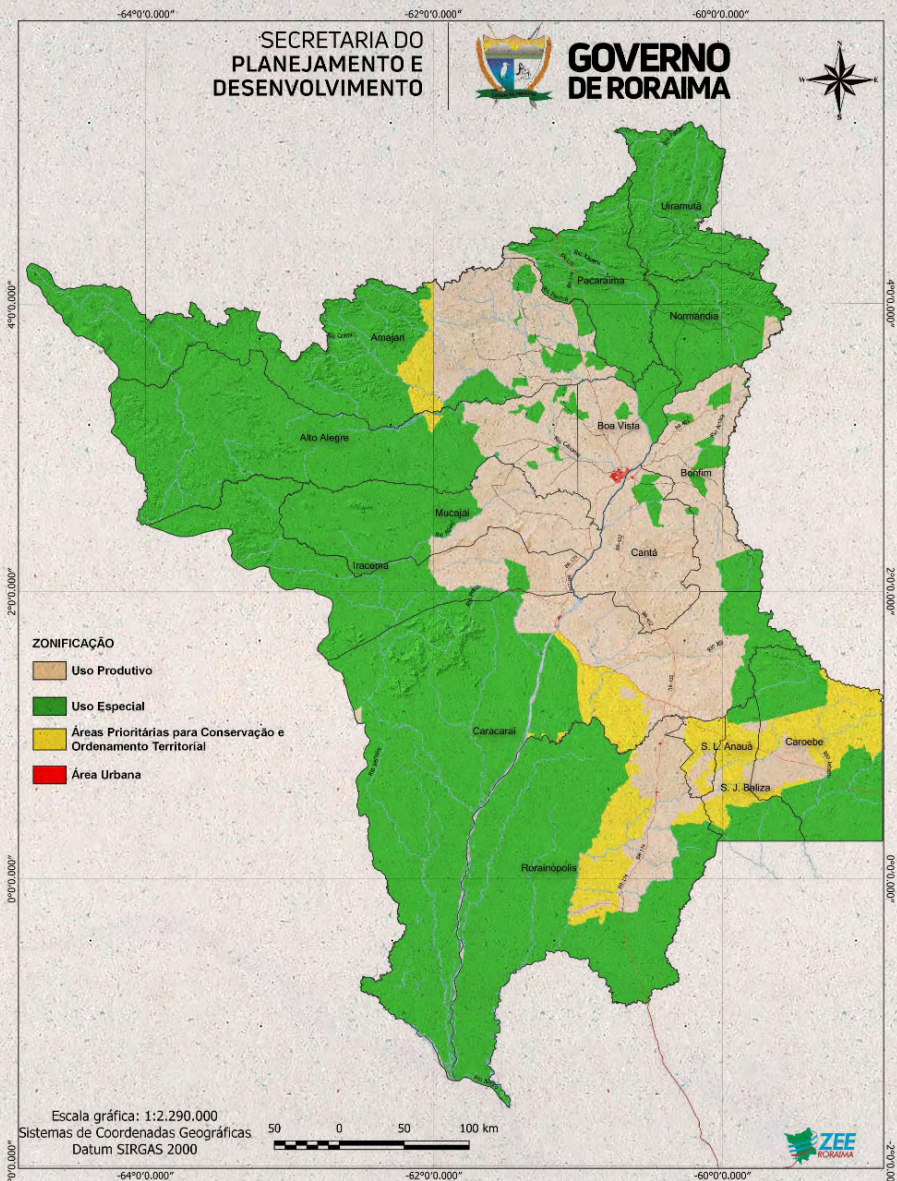 -64°0'0.000"
-62°0'0.000"
-60°0'0.000"
SECRETARIA DO
PLANEJAMENTO E
DESENVOLVIMENTO
GOVERNO
DE RORAIMA
N
W
E
S
Uiramutã
Pacaraima
Normandia
4°0'0.000"
4°0'0.000"
Amajari
Alto Alegre
Boa Vista
Bonfim
Mucajaí
Cantá
Iracema
2°0'0.000"
2°0'0.000"
ZONIFICAÇÃO
Uso Produtivo
Uso Especial
Áreas Prioritárias para Conservação e
Ordenamento Territorial
Área Urbana
Caracaraí
S. L. Anauá
Caroebe
S. J. Baliza
Rorainópolis
0°0'0.000"
0°0'0.000"
Escala gráfica: 1:2.290.000
Sistemas de Coordenadas Geográficas
Datum SIRGAS 2000
50 0 50 100 km
ZEE
RORAIMA
-2°0'0.000"
-64°0'0.000"
-62°0'0.000"
-60°0'0.000"